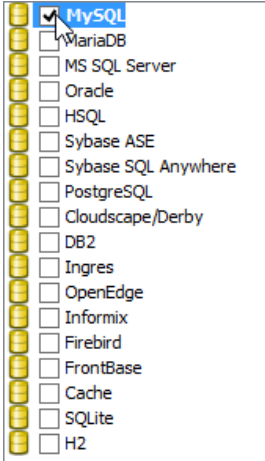 MySQL
MariaDB
MS SQL Server
Oracle
HSQL
Sybase ASE
Sybase SQL Anywhere
PostgreSQL
Cloudscape/Derby
DB2
Ingres
OpenEdge
Informix
Firebird
FrontBase
Cache
SQLite
H2